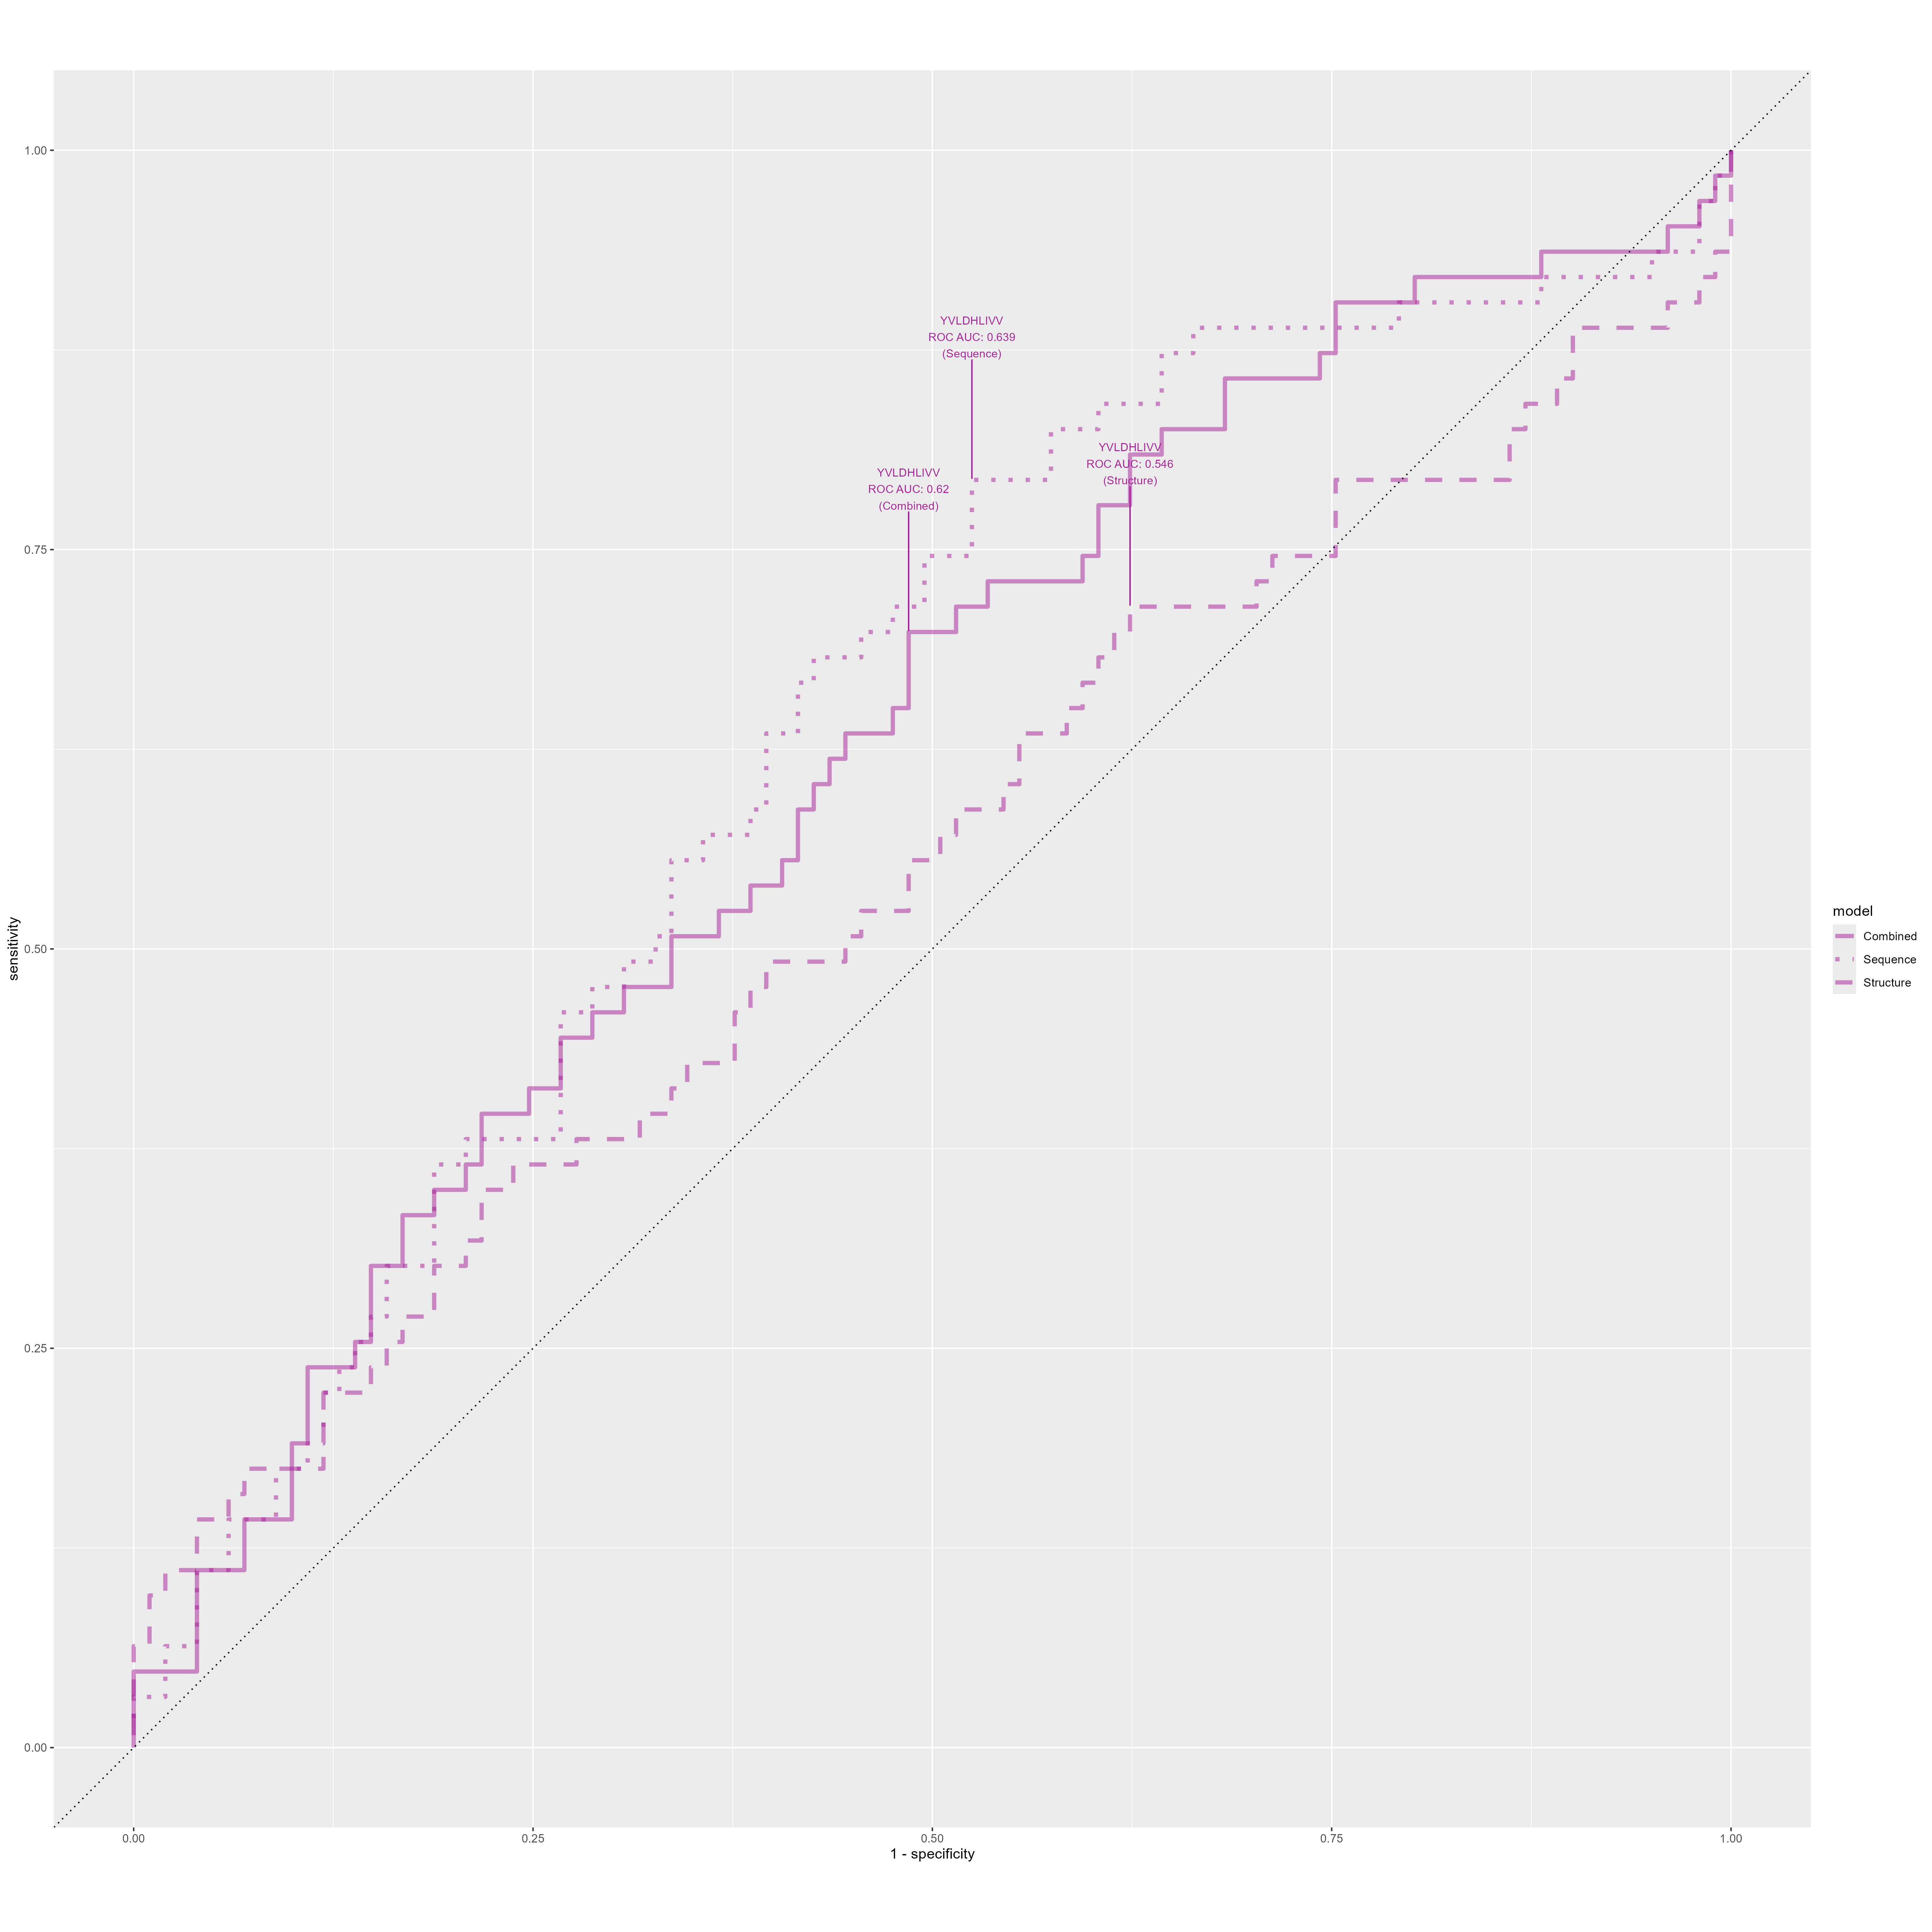 YVLDHLIVV
ROC AUC: 0.639
(Sequence)
YVLDHLIVV
ROC AUC: 0.546
(Structure)
YVLDHLIVV
ROC AUC: 0.62
(Combined)
1.00
0.75
0.50
0.25
0.00
sensitivity
0.00
0.25
0.50
0.75
1.00
1 - specificity
model
Combined
Sequence
Structure